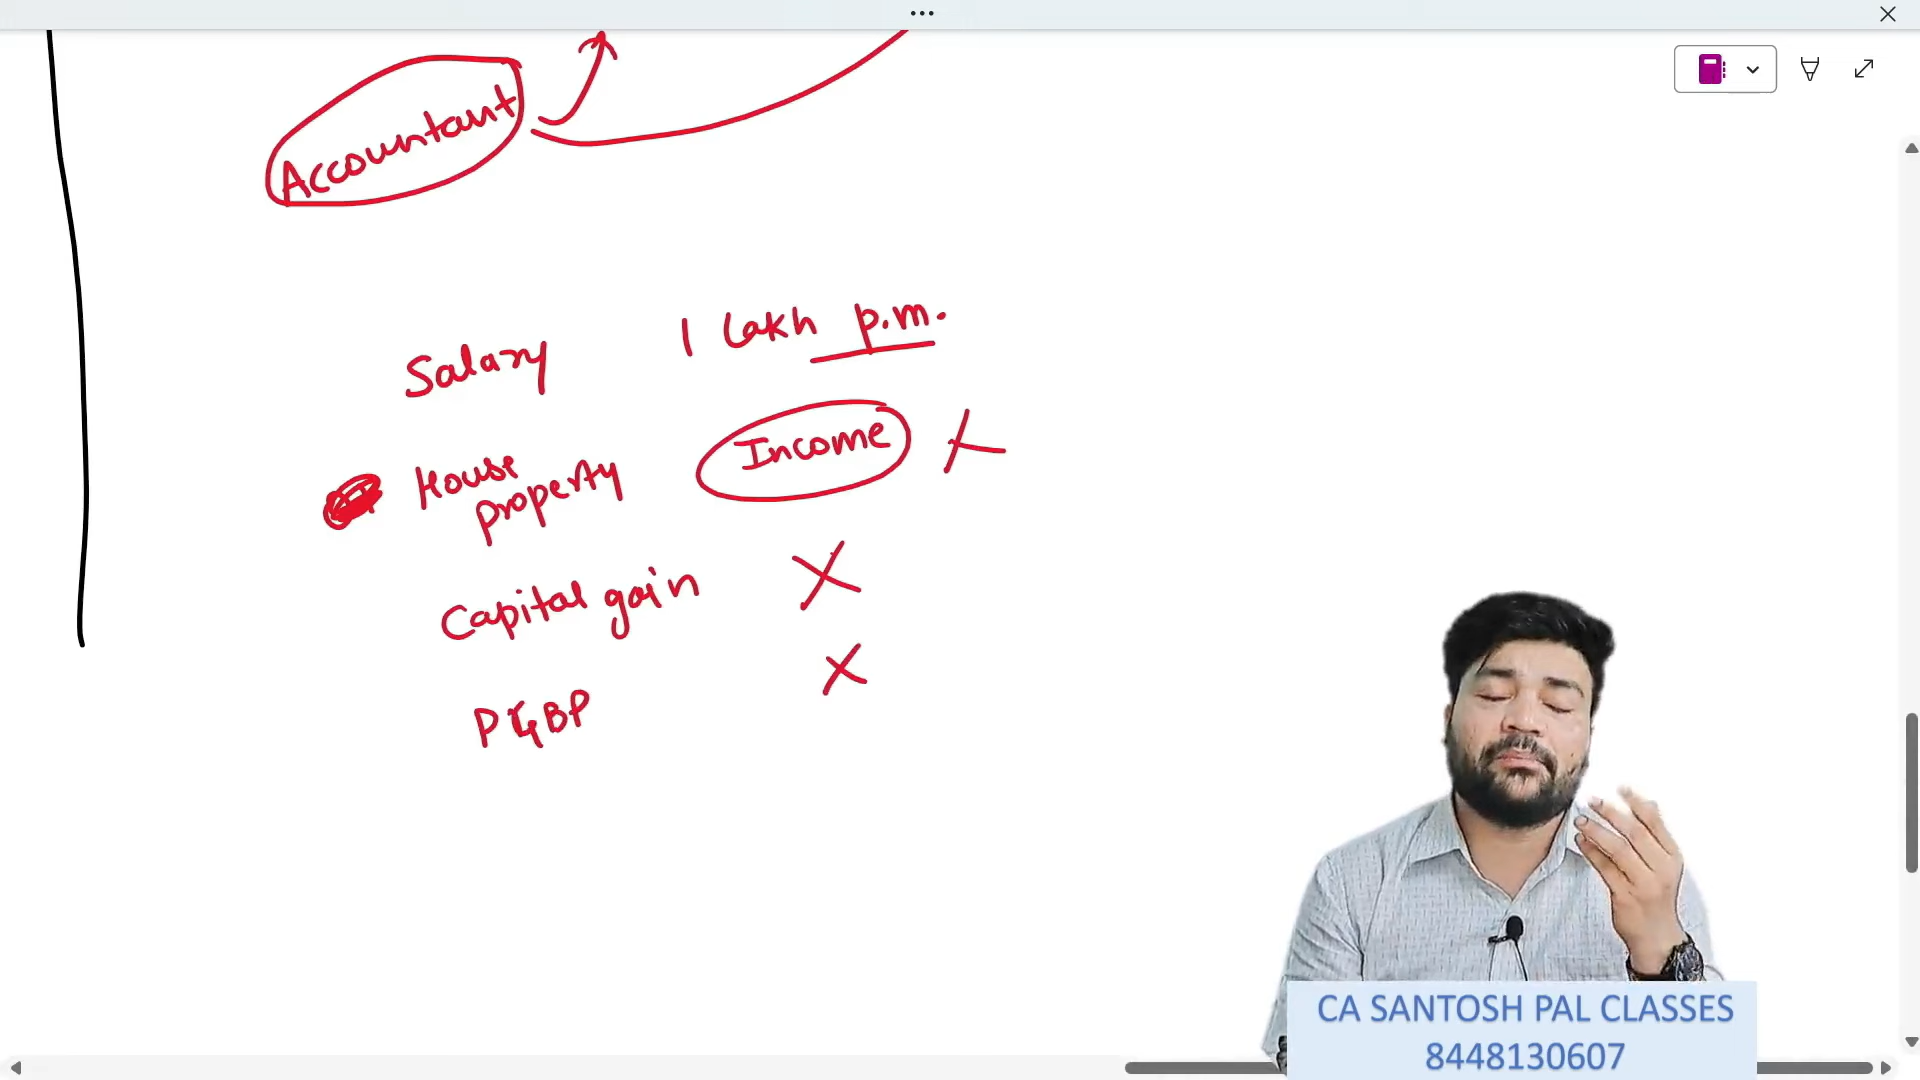 Accountant
Salary 1 Lakh p.m.
House property Income X
Capital gain X
PGBP X
CA SANTOSH PAL CLASSES
8448130607